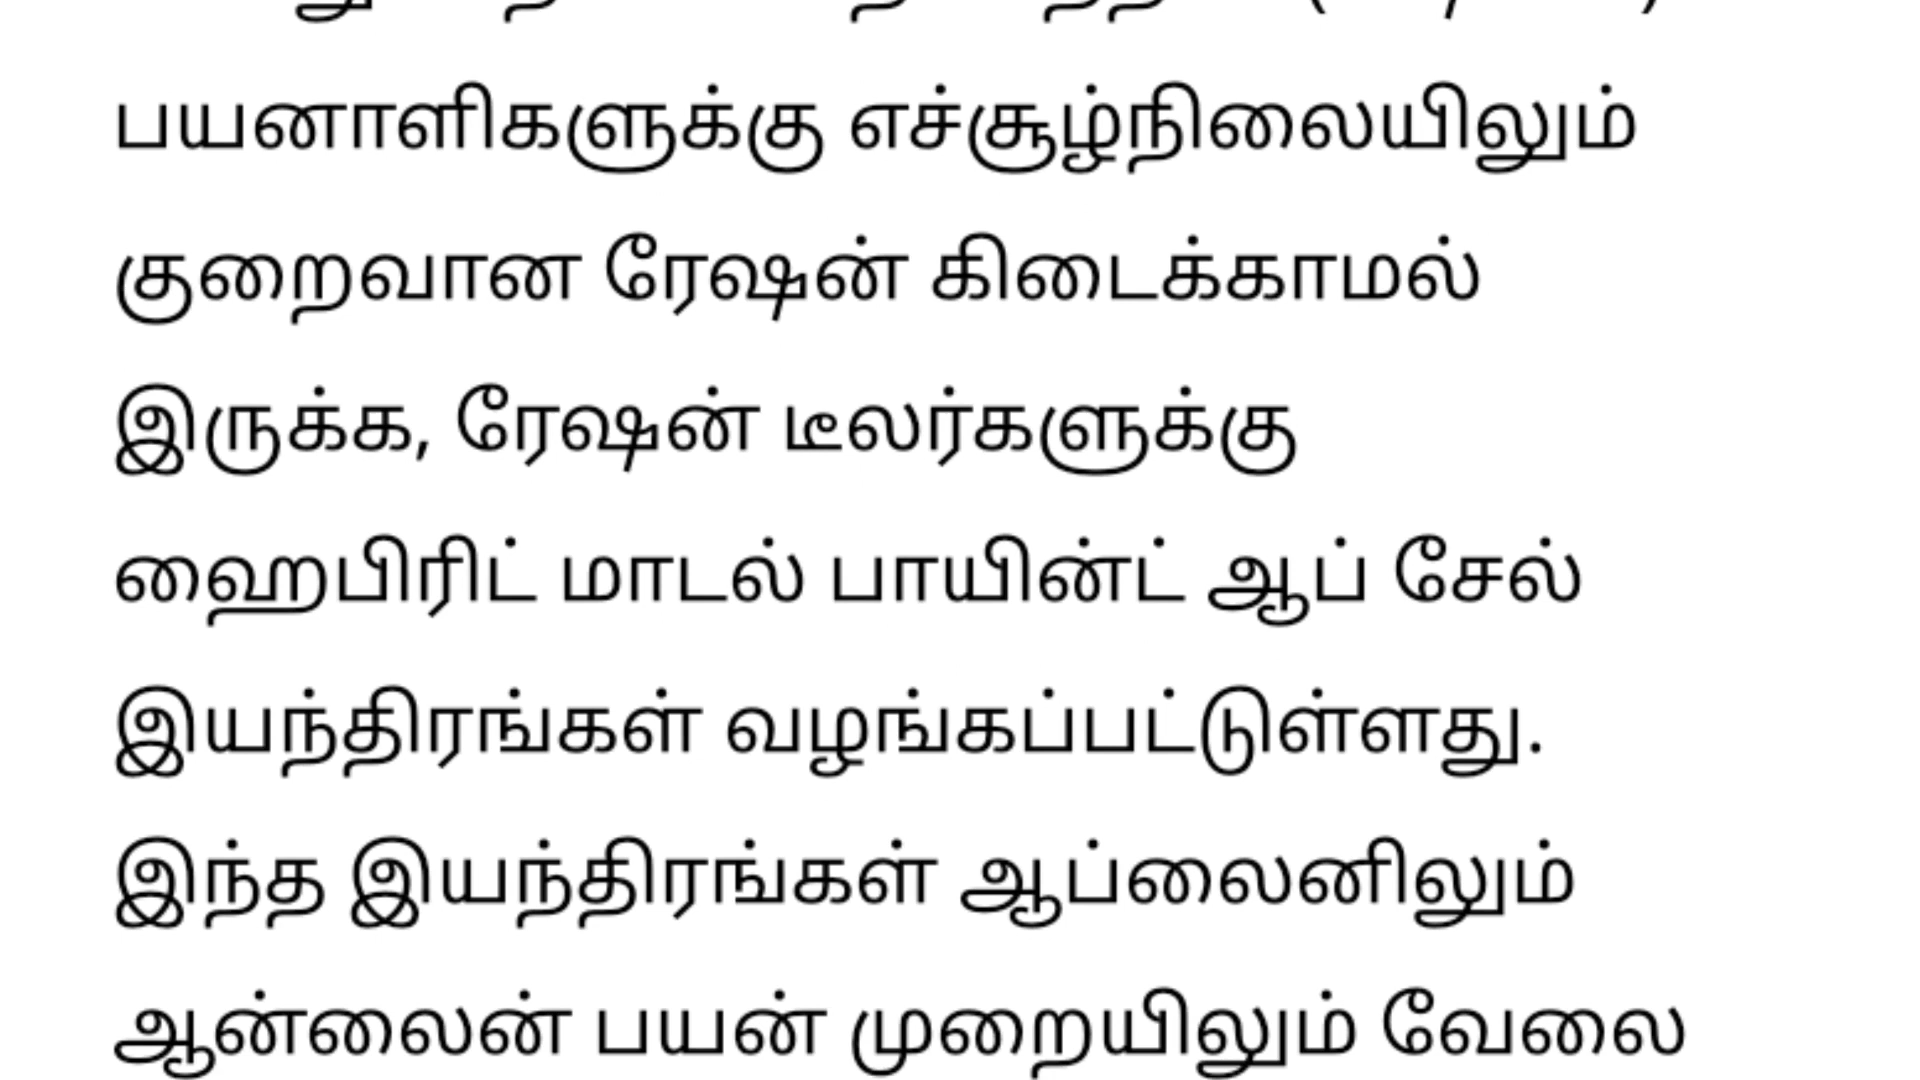 பயனாளிகளுக்கு எச்சூழ்நிலையிலும்
குறைவான ரேஷன் கிடைக்காமல்
இருக்க, ரேஷன் டீலர்களுக்கு
ஹைபிரிட் மாடல் பாயின்ட் ஆப் சேல்
இயந்திரங்கள் வழங்கப்பட்டுள்ளது.
இந்த இயந்திரங்கள் ஆப்லைனிலும்
ஆன்லைன் பயன் முறையிலும் வேலை